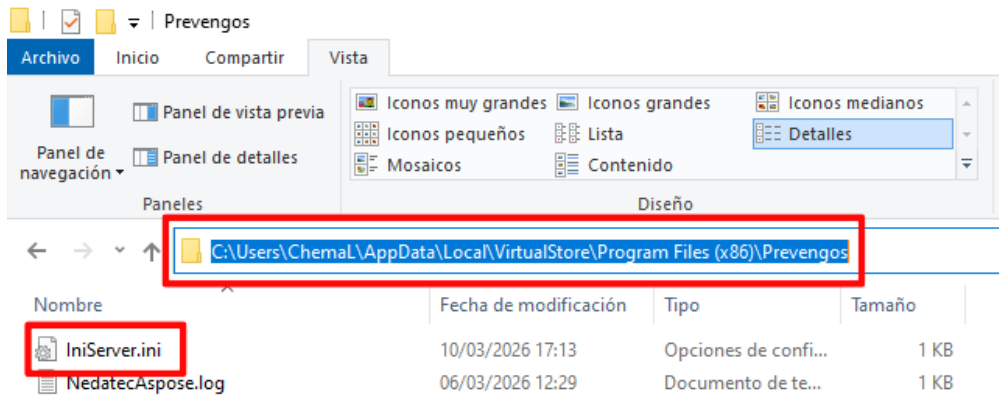 Prevengos
Archivo Inicio Compartir Vista
Panel de navegación
Panel de vista previa
Panel de detalles
Paneles
Iconos muy grandes Iconos grandes Iconos medianos
Iconos pequeños Lista Detalles
Mosaicos Contenido
Diseño
C:\Users\ChemaL\AppData\Local\VirtualStore\Program Files (x86)\Prevengos
Nombre Fecha de modificación Tipo Tamaño
IniServer.ini 10/03/2026 17:13 Opciones de confi... 1 KB
NedatecAspose.log 06/03/2026 12:29 Documento de te... 1 KB